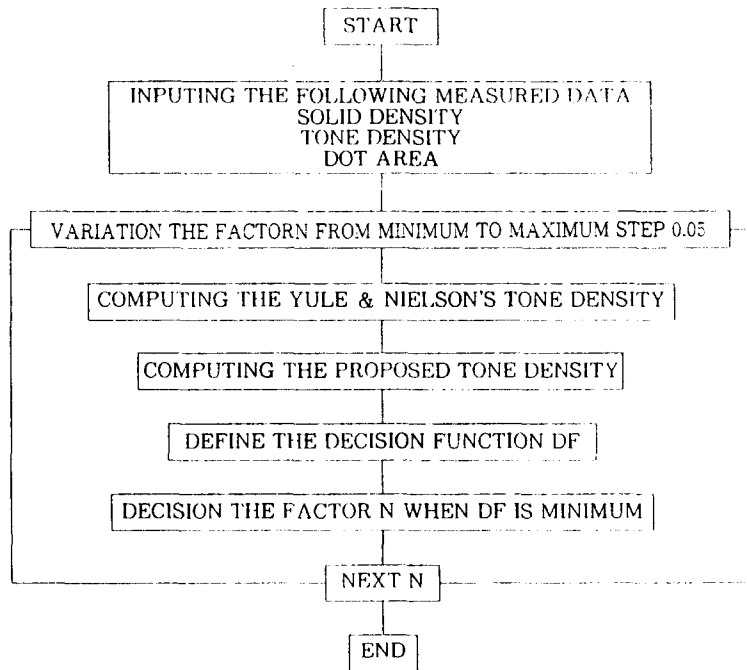 START
INPUTING THE FOLLOWING MEASURED DATA
SOLID DENSITY
TONE DENSITY
DOT AREA
VARIATION THE FACTORN FROM MINIMUM TO MAXIMUM STEP 0.05
COMPUTING THE YULE & NIELSON'S TONE DENSITY
COMPUTING THE PROPOSED TONE DENSITY
DEFINE THE DECISION FUNCTION DF
DECISION THE FACTOR N WHEN DF IS MINIMUM
NEXT N
END